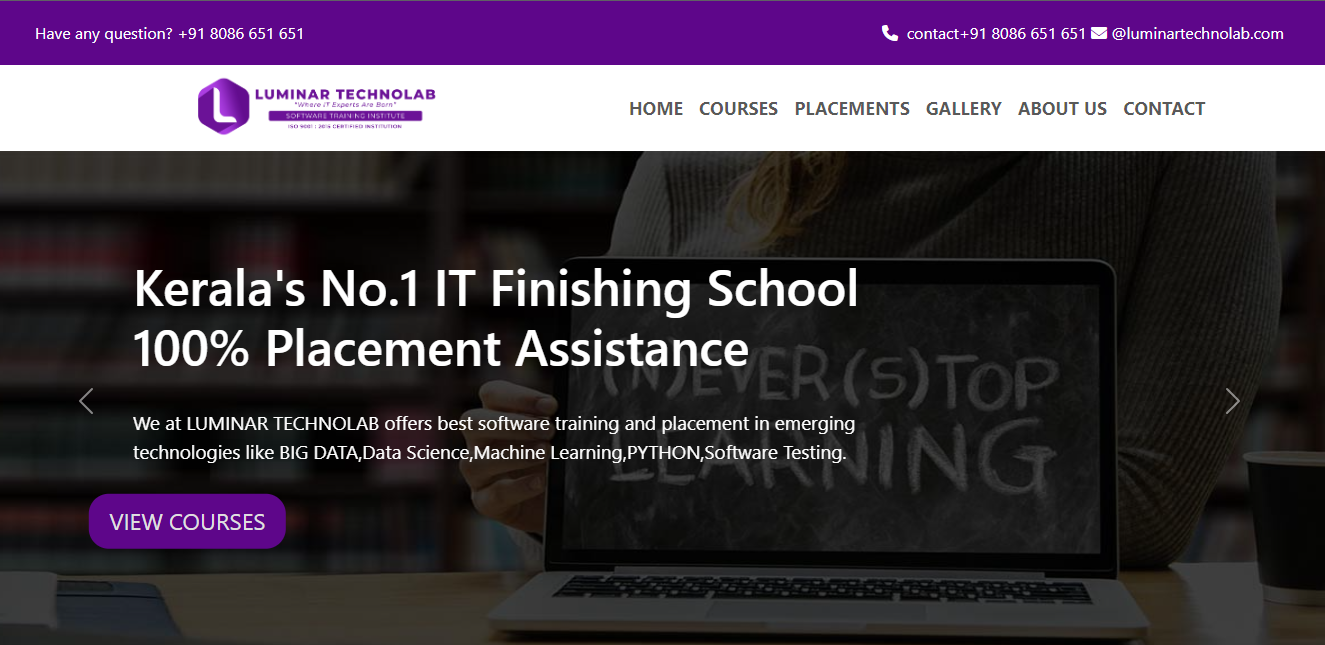 Have any question? +91 8086 651 651
contact+91 8086 651 651 @luminartechnolab.com
LUMINAR TECHNOLAB
"Where IT Experts Are Born"
SOFTWARE TRAINING INSTITUTE
ISO 9001 : 2015 CERTIFIED INSTITUTION
HOME COURSES PLACEMENTS GALLERY ABOUT US CONTACT
Kerala's No.1 IT Finishing School
100% Placement Assistance
(N)EVER (S)TOP
LEARNING
We at LUMINAR TECHNOLAB offers best software training and placement in emerging
technologies like BIG DATA,Data Science,Machine Learning,PYTHON,Software Testing.
VIEW COURSES